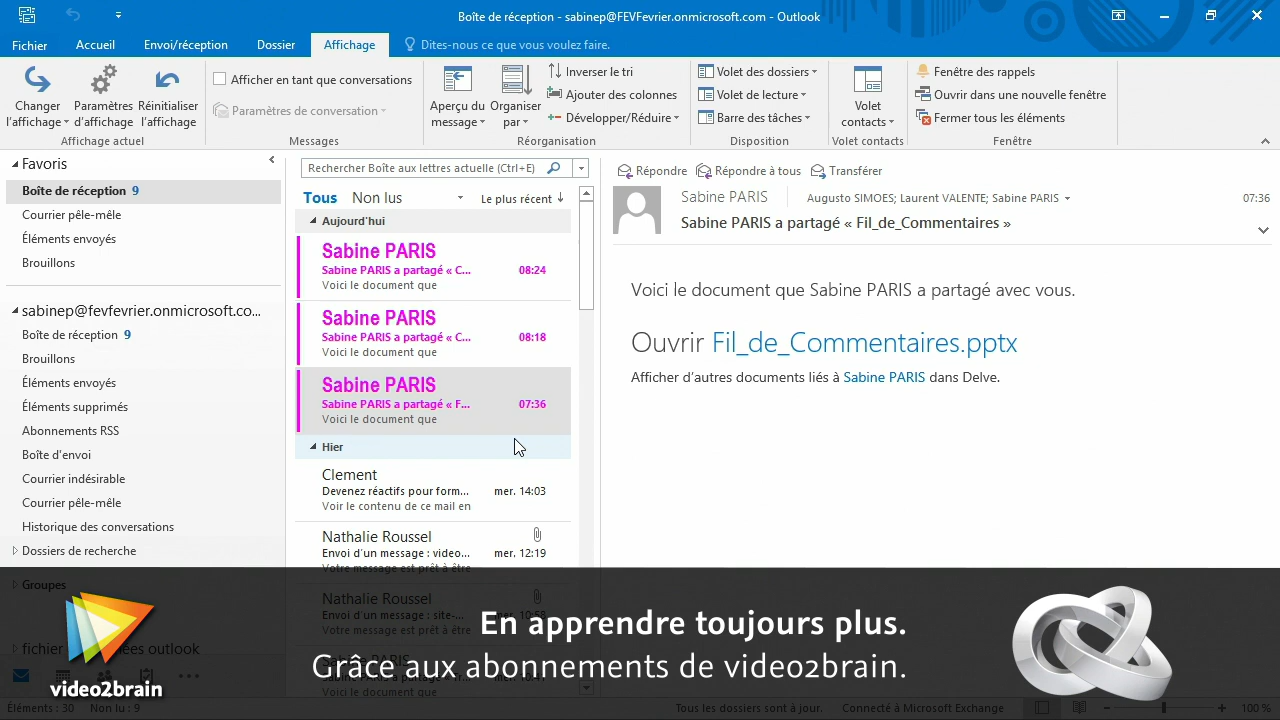 Boîte de réception - sabinep@FEVFevrier.onmicrosoft.com - Outlook
Fichier Accueil Envoi/réception Dossier Affichage Dites-nous ce que vous voulez faire.
Changer l'affichage
Paramètres d'affichage
Réinitialiser l'affichage
Affichage actuel
Afficher en tant que conversations
Paramètres de conversation
Messages
Aperçu du message
Organiser par
Inverser le tri
Ajouter des colonnes
Développer/Réduire
Réorganisation
Volet des dossiers
Volet de lecture
Barre des tâches
Disposition
Volet contacts
Volet contacts
Fenêtre des rappels
Ouvrir dans une nouvelle fenêtre
Fermer tous les éléments
Fenêtre
Favoris
Boîte de réception 9
Courrier pêle-mêle
Éléments envoyés
Brouillons
sabinep@fevfevrier.onmicrosoft.co...
Boîte de réception 9
Brouillons
Éléments envoyés
Éléments supprimés
Abonnements RSS
Boîte d'envoi
Courrier indésirable
Courrier pêle-mêle
Historique des conversations
Dossiers de recherche
Groupes
Rechercher Boîte aux lettres actuelle (Ctrl+E)
Tous Non lus Le plus récent
Aujourd'hui
Sabine PARIS
Sabine PARIS a partagé « C... 08:24
Voici le document que
Sabine PARIS
Sabine PARIS a partagé « C... 08:18
Voici le document que
Sabine PARIS
Sabine PARIS a partagé « F... 07:36
Voici le document que
Hier
Clement
Devenez réactifs pour form... mer. 14:03
Voir le contenu de ce mail en
Nathalie Roussel
Envoi d'un message : video... mer. 12:19
Votre message est prêt à être
Nathalie Roussel
Envoi d'un message : site-... mer. 10:58
Votre message est prêt à être
Voici le document que
Répondre Répondre à tous Transférer
Sabine PARIS Augusto SIMOES; Laurent VALENTE; Sabine PARIS 07:36
Sabine PARIS a partagé « Fil_de_Commentaires »
Voici le document que Sabine PARIS a partagé avec vous.
Ouvrir Fil_de_Commentaires.pptx
Afficher d'autres documents liés à Sabine PARIS dans Delve.
En apprendre toujours plus.
Grâce aux abonnements de video2brain.
video2brain
Éléments : 30 Non lu : 9 Tous les dossiers sont à jour. Connecté à Microsoft Exchange 100 %